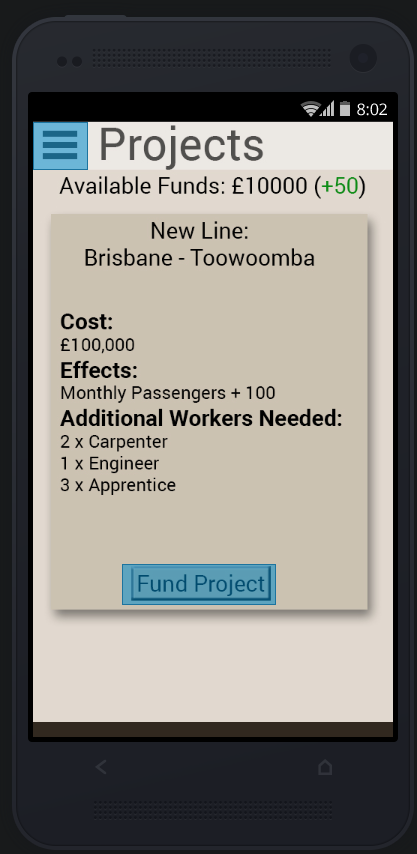 8:02
Projects
Available Funds: £10000 (+50)
New Line:
Brisbane - Toowoomba
Cost:
£100,000
Effects:
Monthly Passengers + 100
Additional Workers Needed:
2 x Carpenter
1 x Engineer
3 x Apprentice
Fund Project